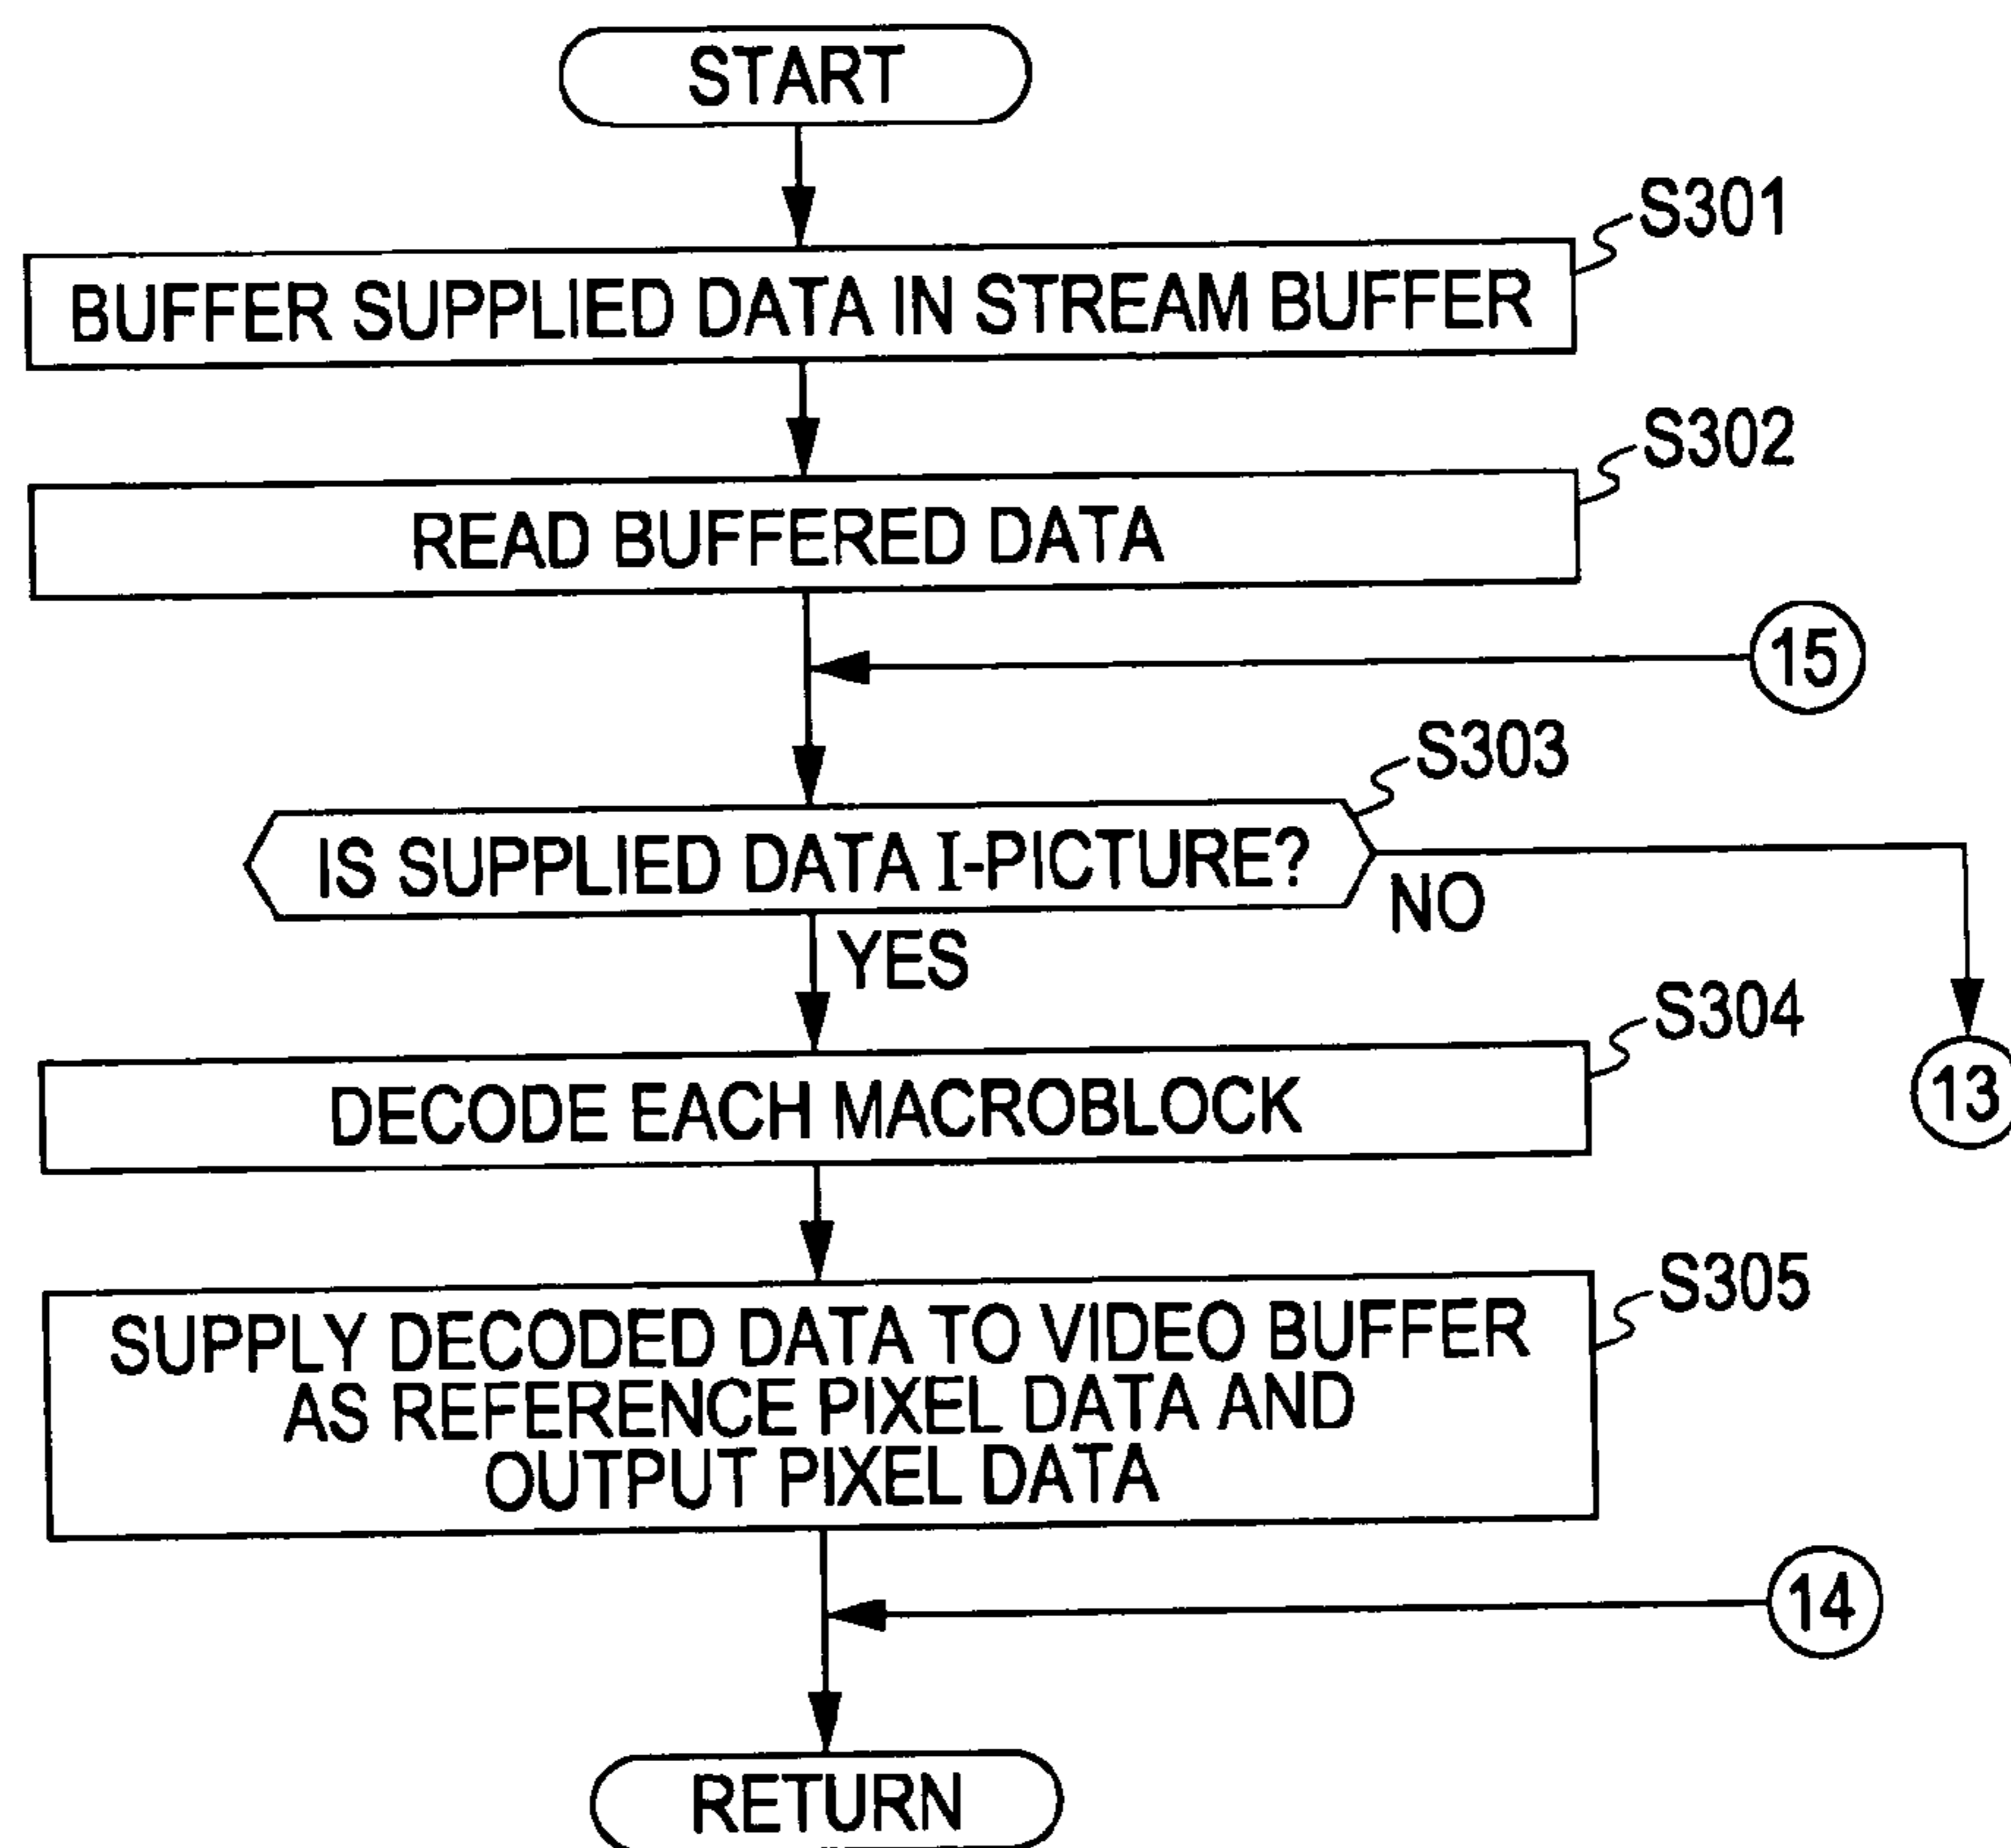 START
S301
BUFFER SUPPLIED DATA IN STREAM BUFFER
S302
READ BUFFERED DATA
15
S303
IS SUPPLIED DATA I-PICTURE?
NO
YES
S304
13
DECODE EACH MACROBLOCK
S305
SUPPLY DECODED DATA TO VIDEO BUFFER
AS REFERENCE PIXEL DATA AND
OUTPUT PIXEL DATA
14
RETURN